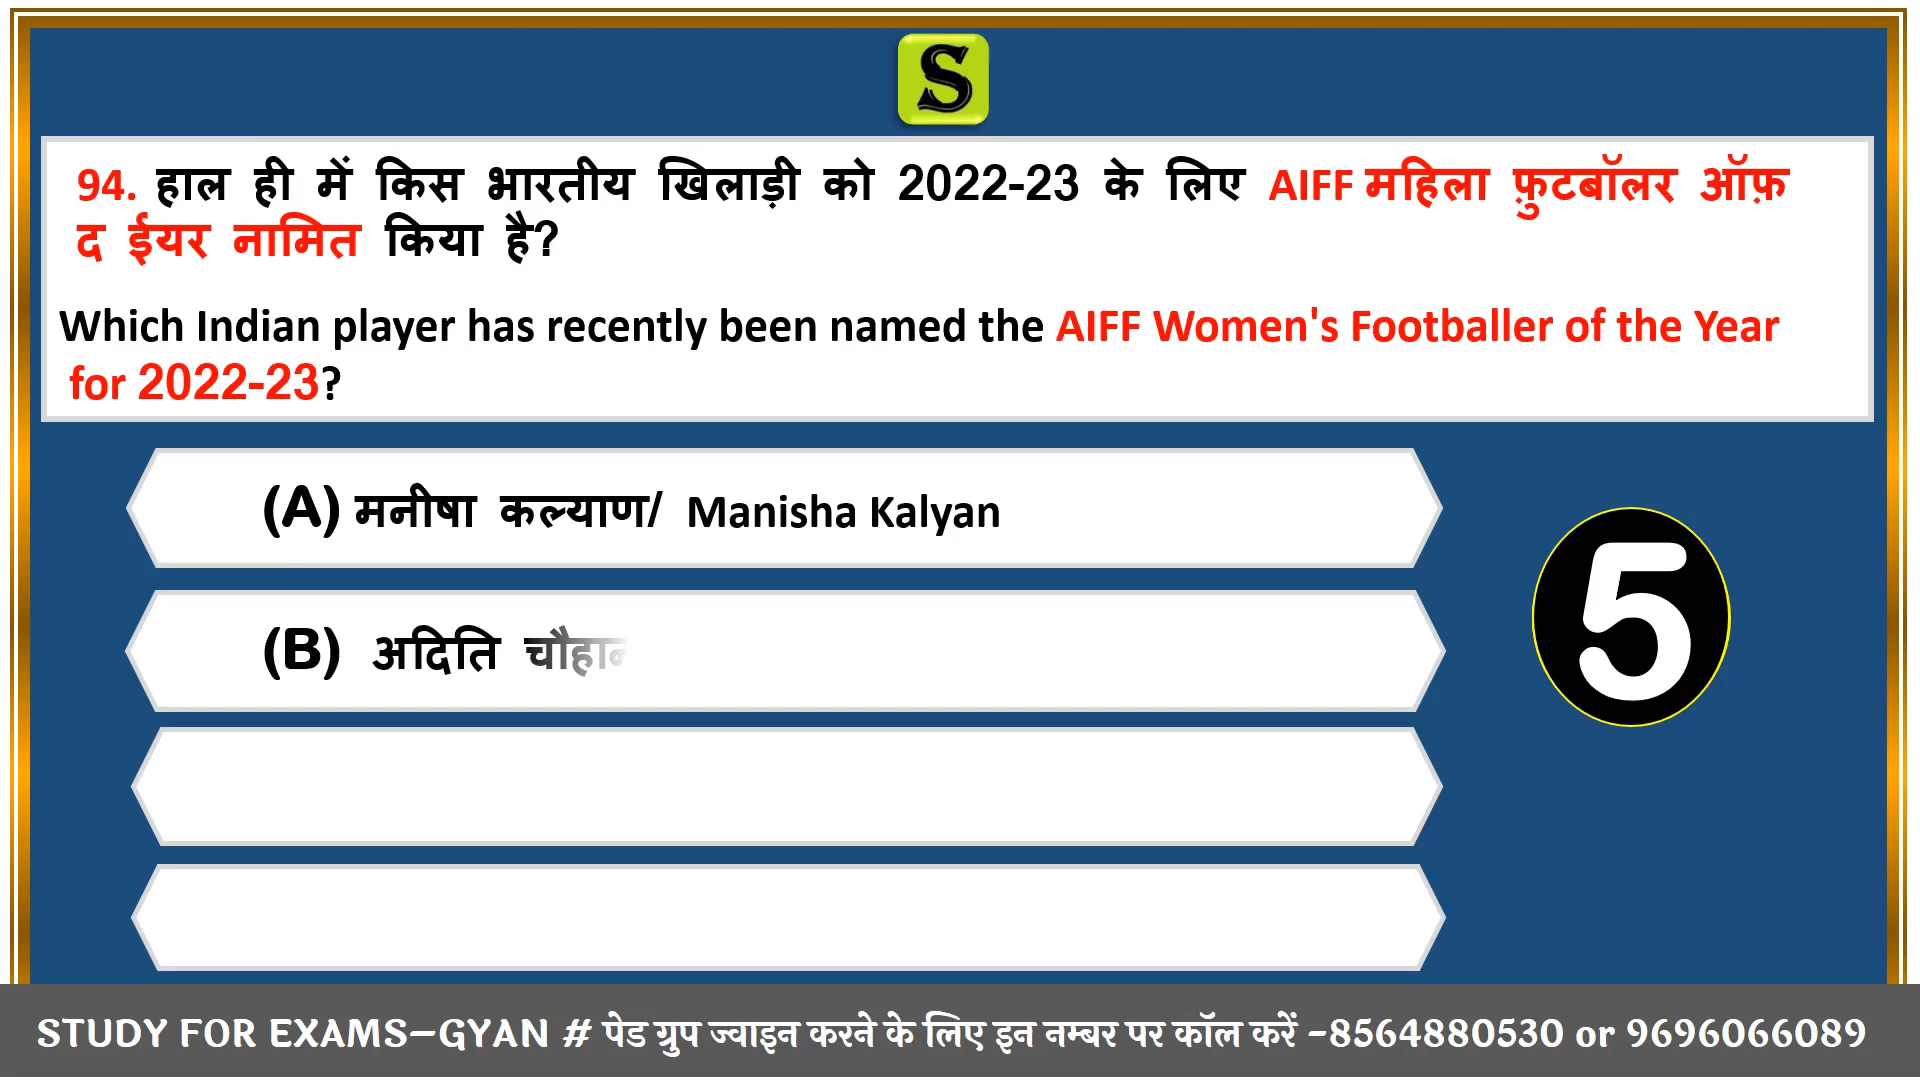 S
94. हाल ही में किस भारतीय खिलाड़ी को 2022-23 के लिए AIFF महिला फ़ुटबॉलर ऑफ़
द ईयर नामित किया है?
Which Indian player has recently been named the AIFF Women's Footballer of the Year
for 2022-23?
(A) मनीषा कल्याण/ Manisha Kalyan
(B) अदिति चौहान
5
STUDY FOR EXAMS–GYAN # पेड ग्रुप ज्वाइन करने के लिए इन नम्बर पर कॉल करें -8564880530 or 9696066089